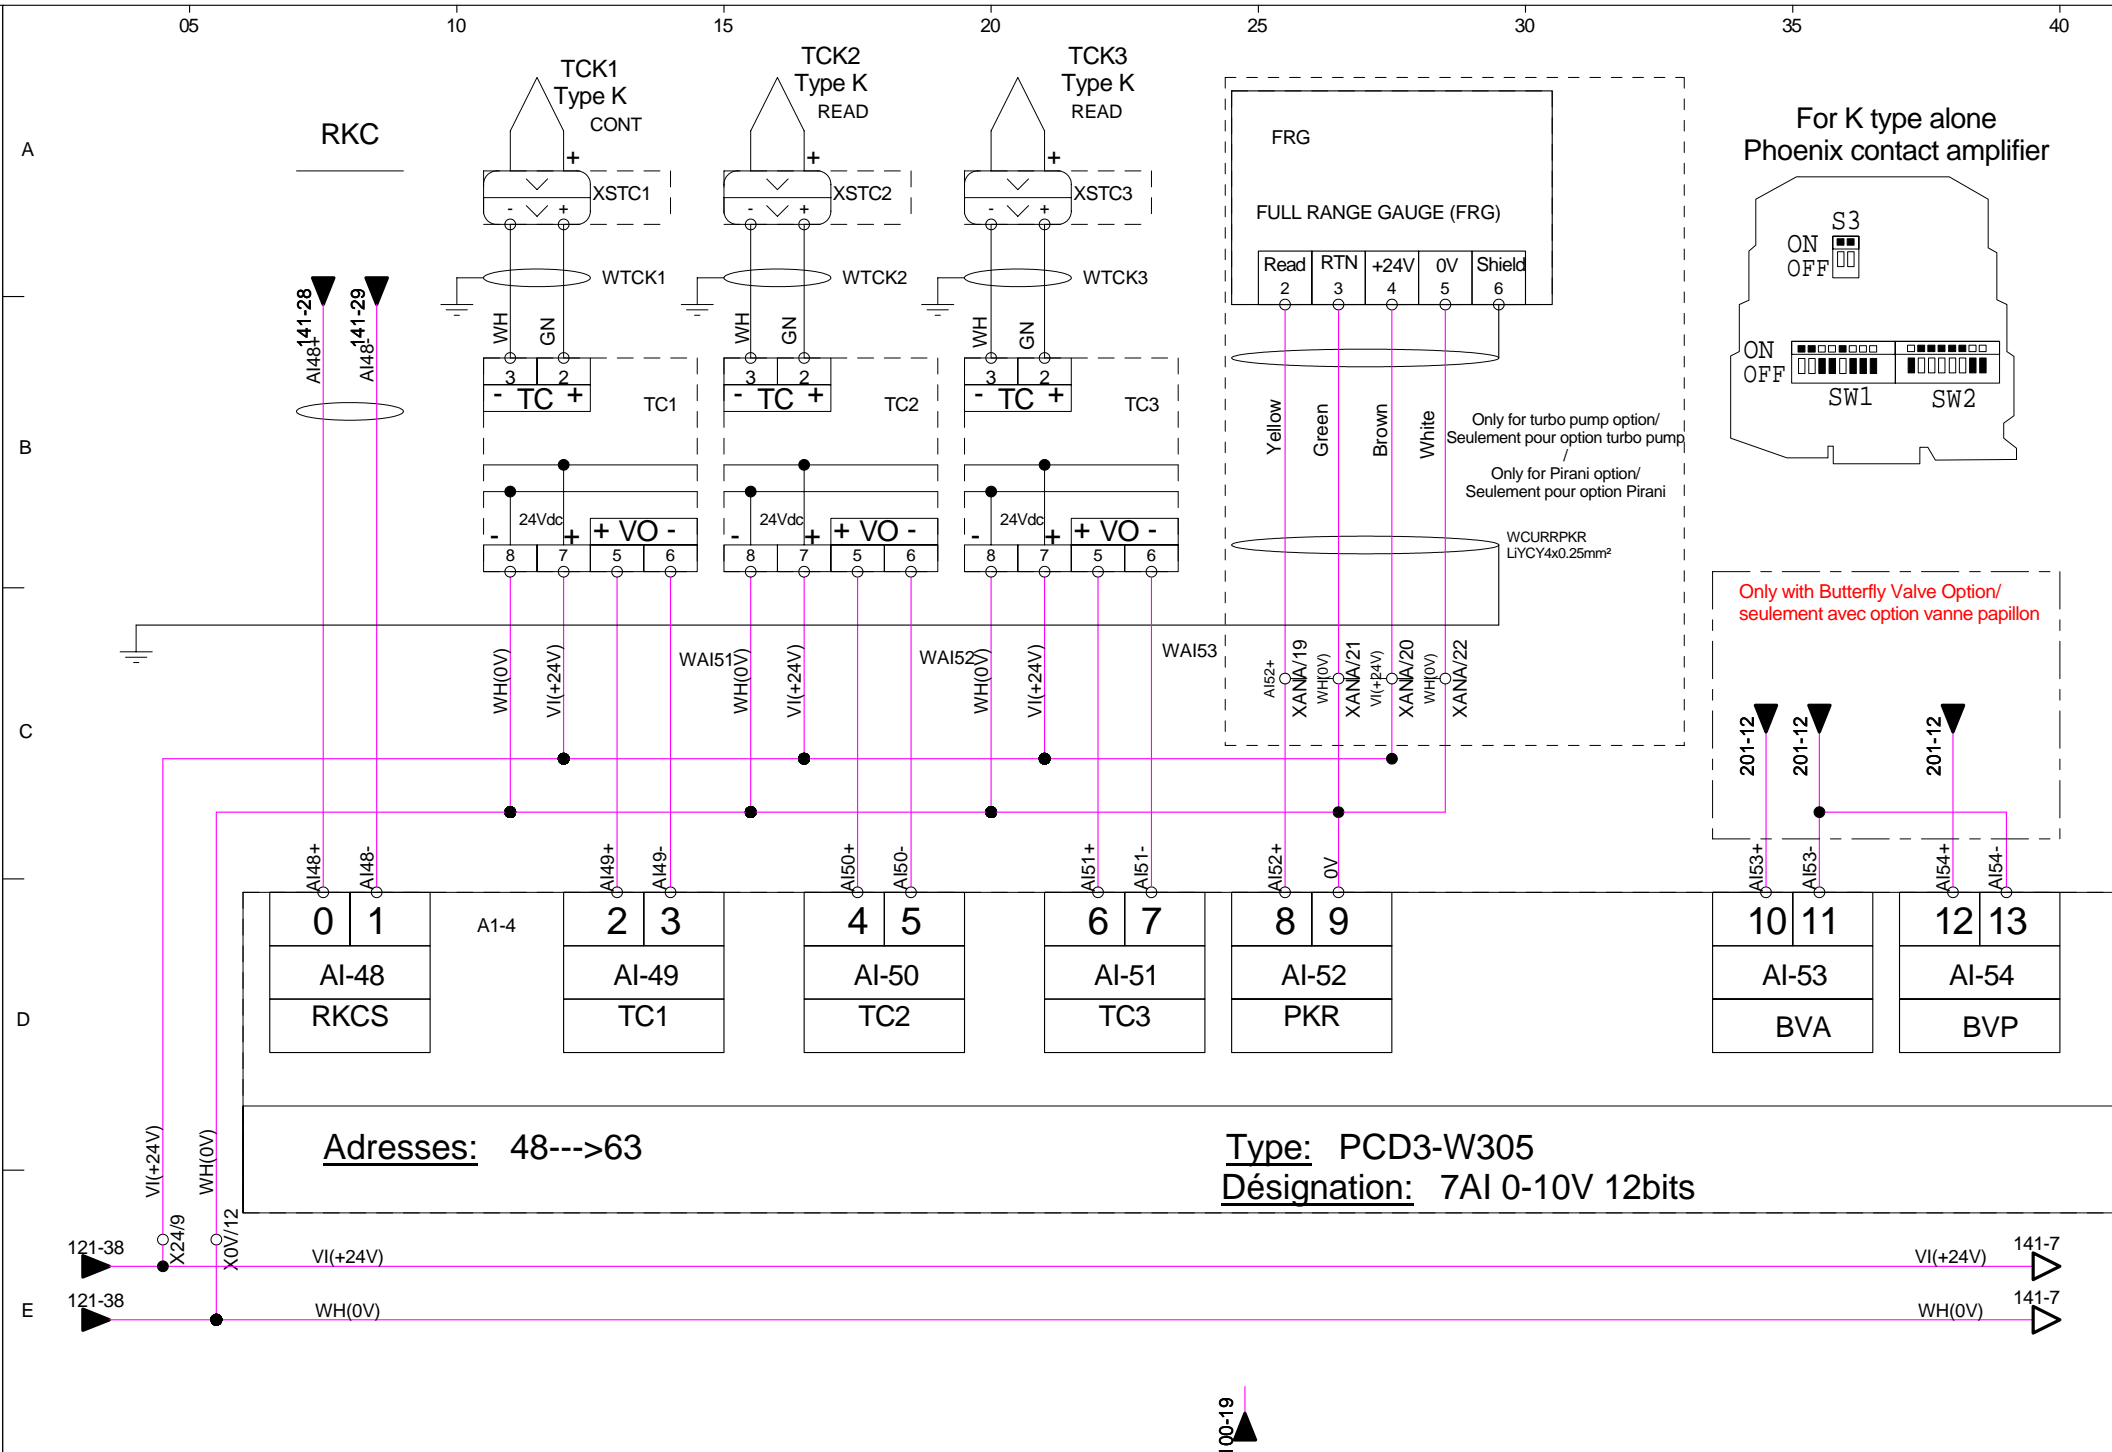 05 10 15 20 25 30 35 40
A
B
C
D
E
RKC
TCK1
Type K
CONT
TCK2
Type K
READ
TCK3
Type K
READ
+
+
+
XSTC1
XSTC2
XSTC3
- +
- +
- +
WTCK1
WTCK2
WTCK3
FRG
FULL RANGE GAUGE (FRG)
Read RTN +24V 0V Shield
2 3 4 5 6
For K type alone
Phoenix contact amplifier
S3
ON
OFF
ON
OFF
SW1 SW2
141-28
AI48+
141-29
AI48-
WH GN
WH GN
WH GN
3 2
- TC +
TC1
3 2
- TC +
TC2
3 2
- TC +
TC3
Yellow
Green
Brown
White
Only for turbo pump option/
Seulement pour option turbo pump
/
Only for Pirani option/
Seulement pour option Pirani
WCURRPKR
LiYCY4x0.25mm²
24Vdc
- + + VO -
8 7 5 6
24Vdc
- + + VO -
8 7 5 6
24Vdc
- + + VO -
8 7 5 6
Only with Butterfly Valve Option/
seulement avec option vanne papillon
WH(0V)
VI(+24V)
WAI51
WH(0V)
VI(+24V)
WAI52
WH(0V)
VI(+24V)
WAI53
AI52+
XANA/19
WH(0V)
XANA/21
VI(+24V)
XANA/20
WH(0V)
XANA/22
201-12
201-12
201-12
AI48+
AI48-
AI49+
AI49-
AI50+
AI50-
AI51+
AI51-
AI52+
0V
AI53+
AI53-
AI54+
AI54-
0 1
A1-4
2 3
4 5
6 7
8 9
10 11
12 13
AI-48
AI-49
AI-50
AI-51
AI-52
AI-53
AI-54
RKCS
TC1
TC2
TC3
PKR
BVA
BVP
Adresses: 48--->63
Type: PCD3-W305
Désignation: 7AI 0-10V 12bits
VI(+24V)
WH(0V)
X24/9
X0V/12
121-38
VI(+24V)
VI(+24V)
141-7
121-38
WH(0V)
WH(0V)
141-7
100-19